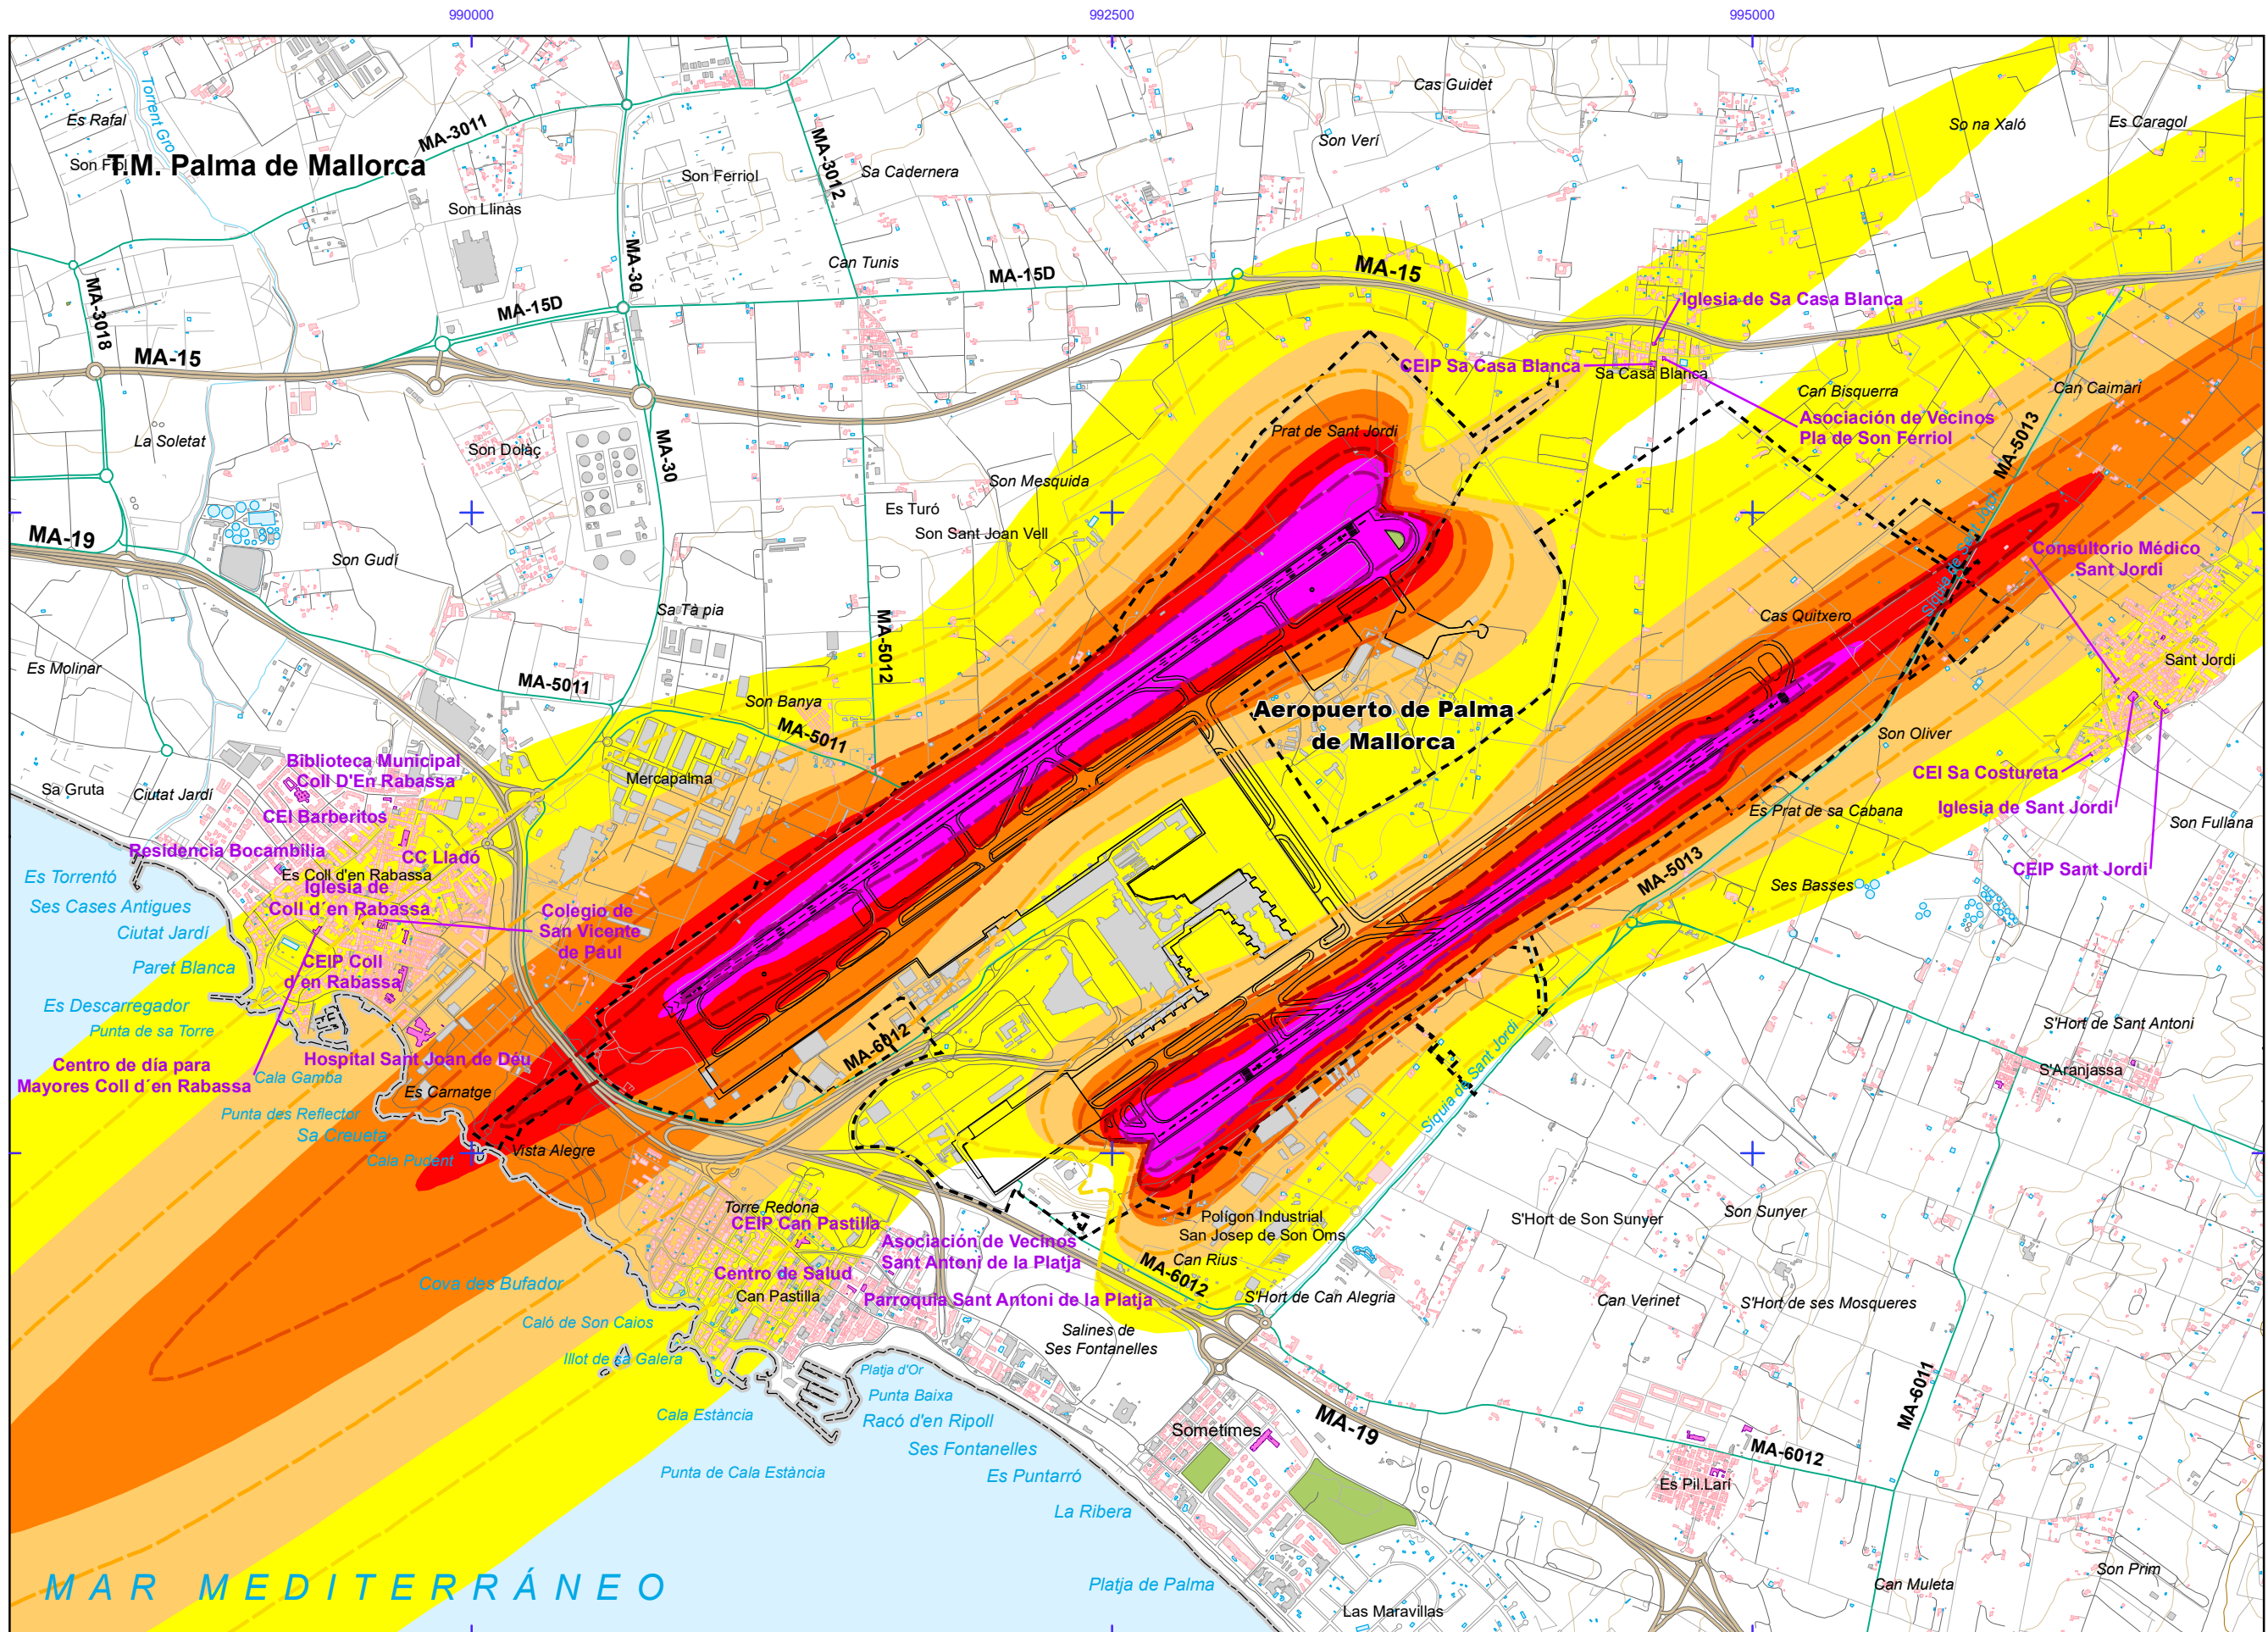 990000
992500
995000
Es Rafal
Torrent Gro
MA-3011
MA-3012
Cas Guidet
So na Xaló
Es Caragol
Son Verí
T.M. Palma de Mallorca
Son Ferriol
Sa Cadernera
Son Llinàs
MA-30
Can Tunis
MA-15D
MA-15
MA-3018
MA-15D
Iglesia de Sa Casa Blanca
MA-15
CEIP Sa Casa Blanca
Sa Casa Blanca
Can Bisquerra
Can Caimari
Asociación de Vecinos
Pla de Son Ferriol
MA-5013
La Soletat
Son Dolaç
MA-30
Prat de Sant Jordi
Son Mesquida
Es Turó
Son Sant Joan Vell
MA-19
Son Gudí
Síquia de Sant Jordi
Consultorio Médico
Sant Jordi
Sa Tà pia
MA-5012
Cas Quitxero
Es Molinar
MA-5011
Son Banya
MA-5011
Sant Jordi
Aeropuerto de Palma
de Mallorca
Son Oliver
Mercapalma
Biblioteca Municipal
Coll D'En Rabassa
Sa Gruta
Ciutat Jardí
CEI Barberitos
CEI Sa Costureta
Iglesia de Sant Jordi
Es Prat de sa Cabana
Son Fullana
Residencia Bocambilia
CC Lladó
Es Coll d'en Rabassa
MA-5013
CEIP Sant Jordi
Es Torrentó
Iglesia de
Coll d´en Rabassa
Ses Basses
Ses Cases Antigues
Colegio de
San Vicente
de Paul
Ciutat Jardí
Paret Blanca
CEIP Coll
d'en Rabassa
Es Descarregador
Punta de sa Torre
S'Hort de Sant Antoni
MA-6012
Hospital Sant Joan de Déu
Centro de día para
Mayores Coll d´en Rabassa
Cala Gamba
Síquia de Sant Jordi
S'Aranjassa
Es Carnatge
Punta des Reflector
Sa Creueta
Cala Pudent
Vista Alegre
Torre Redona
CEIP Can Pastilla
Asociación de Vecinos
Sant Antoni de la Platja
Polígon Industrial
San Josep de Son Oms
S'Hort de Son Sunyer
Son Sunyer
Can Rius
MA-6012
Centro de Salud
Cova des Bufador
Can Pastilla
Parroquia Sant Antoni de la Platja
S'Hort de Can Alegria
Can Verinet
S'Hort de ses Mosqueres
Caló de Son Caios
Salines de
Ses Fontanelles
Illot de sa Galera
Platja d'Or
Punta Baixa
Cala Estància
Racó d'en Ripoll
MA-6011
Ses Fontanelles
Sometimes
MA-19
MA-6012
Punta de Cala Estància
Es Puntarró
Es Pil.Larí
La Ribera
MAR MEDITERRÁNEO
Platja de Palma
Can Muleta
Son Prim
Las Maravillas